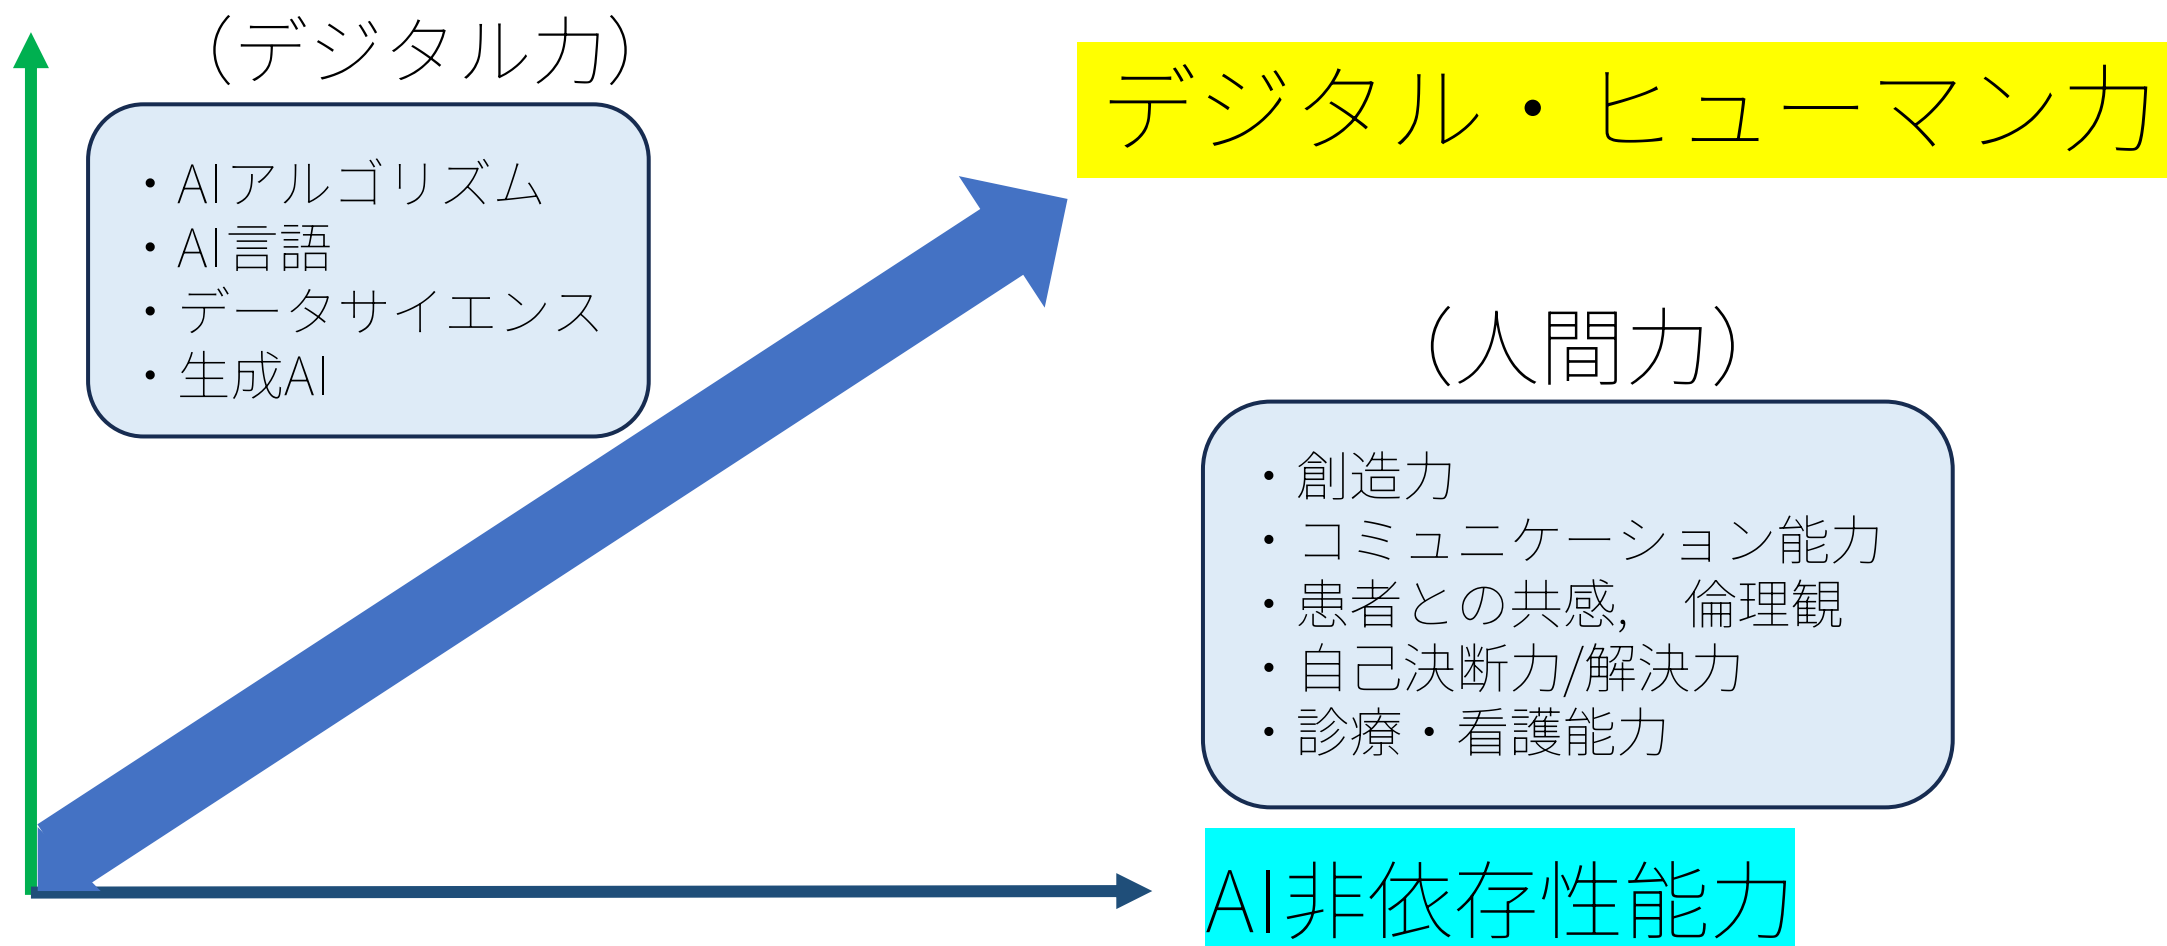 （デジタル力）
・AIアルゴリズム
・AI言語
・データサイエンス
・生成AI
デジタル・ヒューマン力
（人間力）
・創造力
・コミュニケーション能力
・患者との共感，倫理観
・自己決断力/解決力
・診療・看護能力
AI非依存性能力